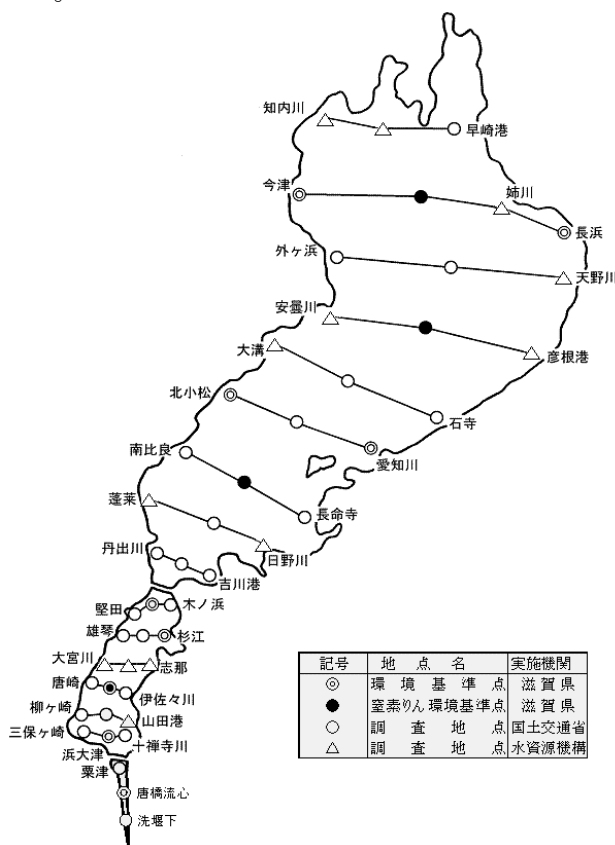 知内川
早崎港
今津
姉川
長浜
外ヶ浜
天野川
安曇川
彦根港
大溝
石寺
北小松
愛知川
南比良
長命寺
蓬莱
日野川
丹出川
吉川港
堅田
木ノ浜
雄琴
杉江
大宮川
志那
唐崎
伊佐々川
柳ヶ崎
山田港
三保ヶ崎
十禅寺川
浜大津
粟津
唐橋流心
洗堰下
記号 地点名 実施機関
◎ 環境基準点 滋賀県
● 窒素りん環境基準点 滋賀県
○ 調査地点 国土交通省
△ 調査地点 水資源機構